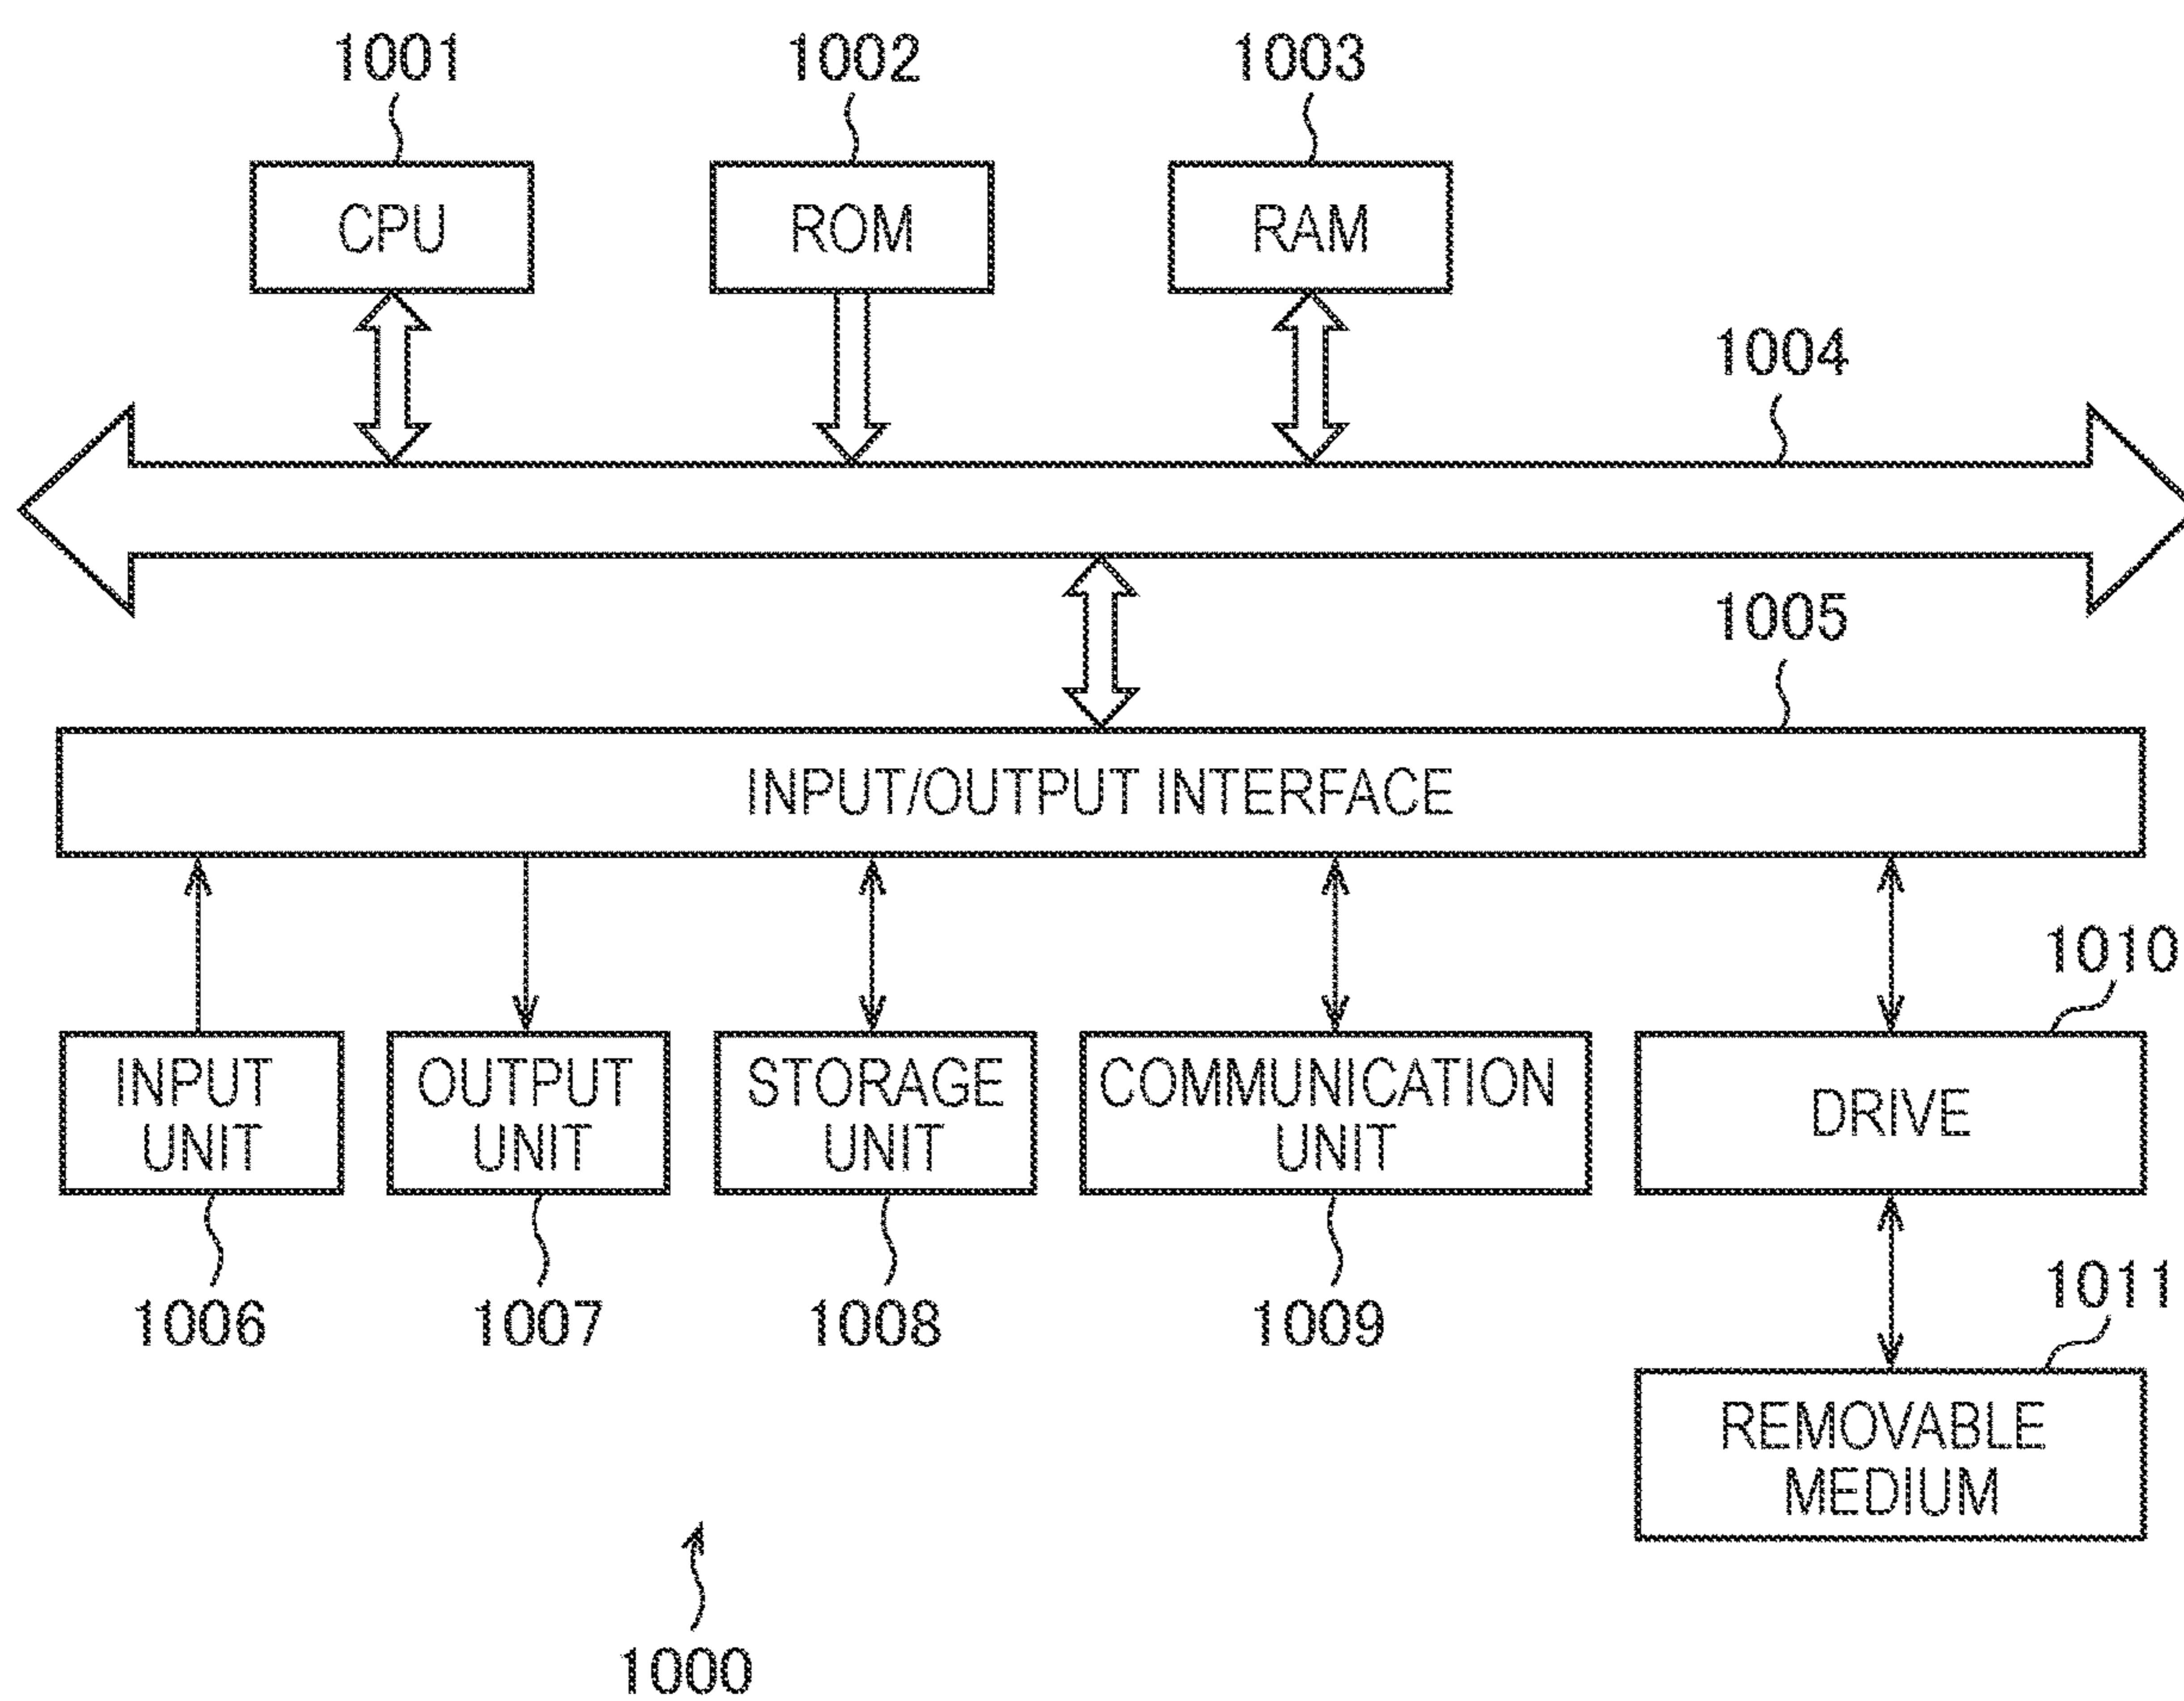 1001
1002
1003
CPU
ROM
RAM
1004
1005
INPUT/OUTPUT INTERFACE
1010
INPUT
UNIT
OUTPUT
UNIT
STORAGE
UNIT
COMMUNICATION
UNIT
DRIVE
1006
1007
1008
1009
1011
REMOVABLE
MEDIUM
1000